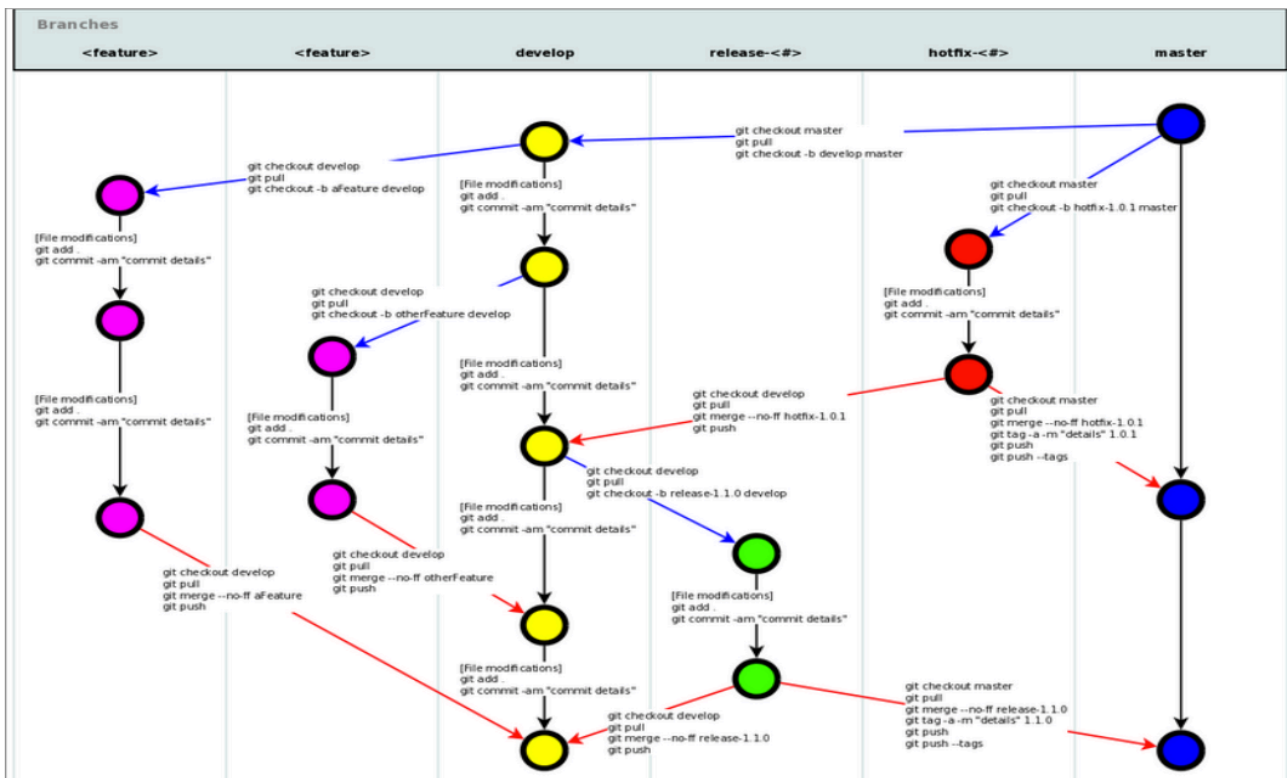 Branches
<feature>
<feature>
develop
release-<#>
hotfix-<#>
master
git checkout master
git pull
git checkout -b develop master
git checkout develop
git pull
git checkout -b aFeature develop
[File modifications]
git add .
git commit -am "commit details"
git checkout master
git pull
git checkout -b hotfix-1.0.1 master
[File modifications]
git add .
git commit -am "commit details"
git checkout develop
git pull
git checkout -b otherFeature develop
[File modifications]
git add .
git commit -am "commit details"
[File modifications]
git add .
git commit -am "commit details"
[File modifications]
git add .
git commit -am "commit details"
git checkout develop
git pull
git merge --no-ff hotfix-1.0.1
git push
git checkout master
git pull
git merge --no-ff hotfix-1.0.1
git tag -a -m "details" 1.0.1
git push
git push --tags
[File modifications]
git add .
git commit -am "commit details"
git checkout develop
git pull
git checkout -b release-1.1.0 develop
[File modifications]
git add .
git commit -am "commit details"
git checkout develop
git pull
git merge --no-ff otherFeature
git push
git checkout develop
git pull
git merge --no-ff aFeature
git push
[File modifications]
git add .
git commit -am "commit details"
[File modifications]
git add .
git commit -am "commit details"
git checkout develop
git pull
git merge --no-ff release-1.1.0
git push
git checkout master
git pull
git merge --no-ff release-1.1.0
git tag -a -m "details" 1.1.0
git push
git push --tags